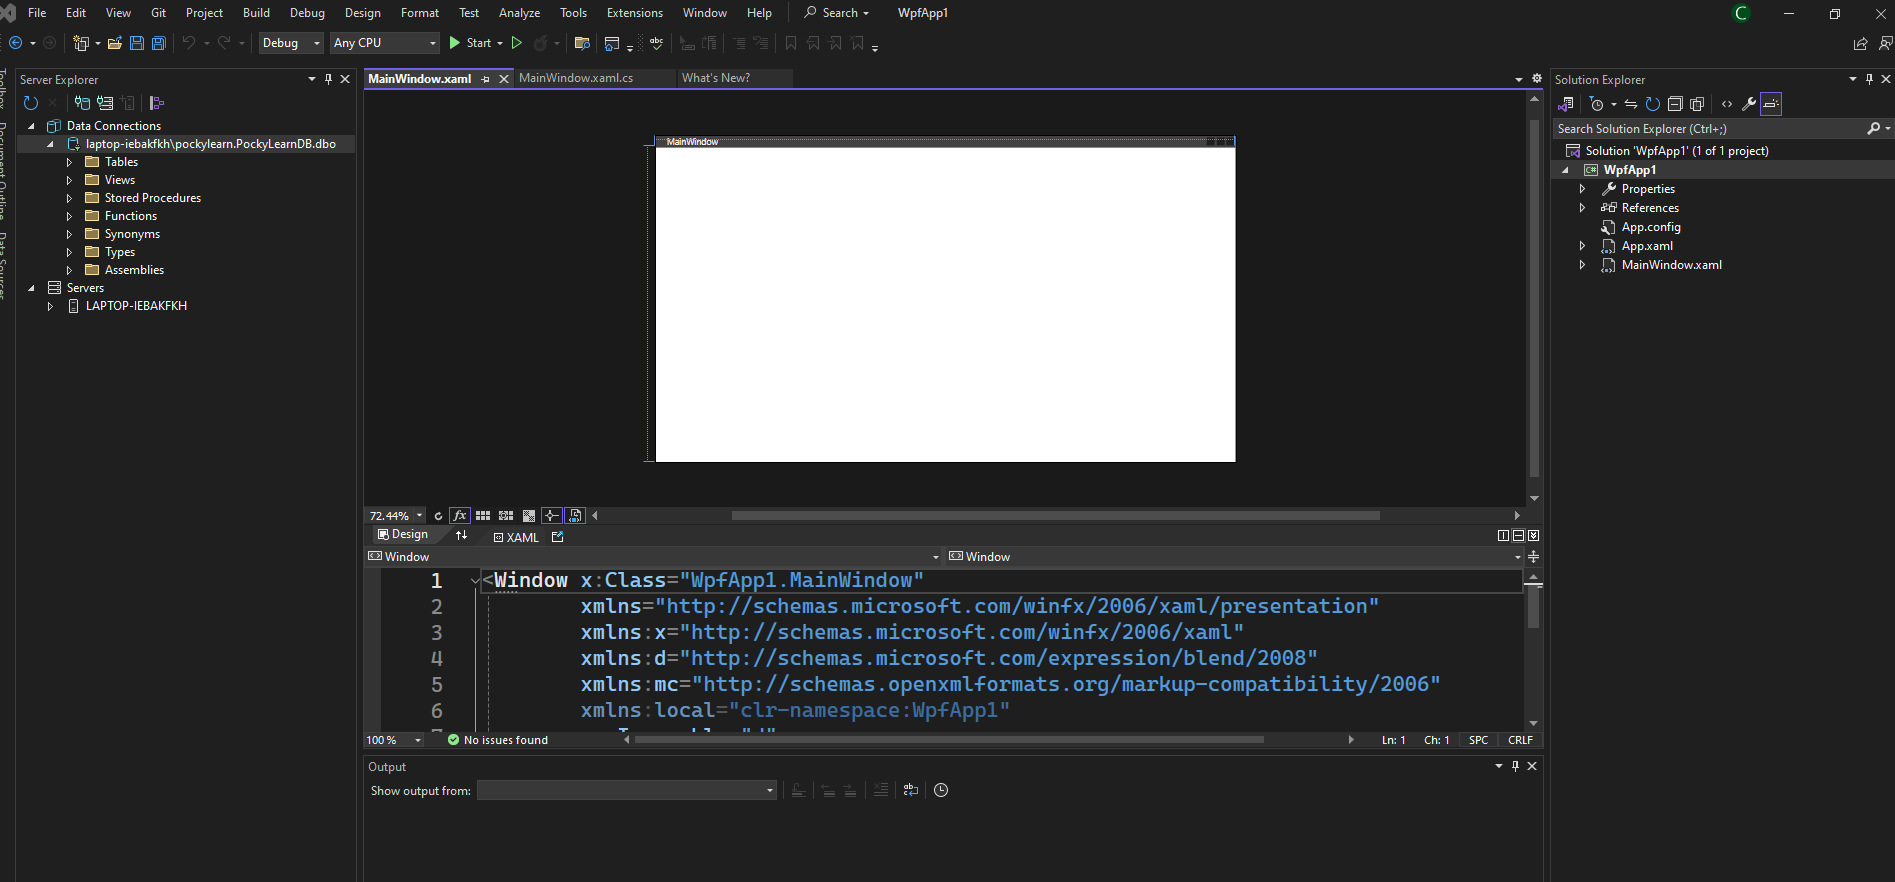 File Edit View Git Project Build Debug Design Format Test Analyze Tools Extensions Window Help Search WpfApp1 C
Debug Any CPU Start abc
Toolbox
Document Outline
Data Sources
Server Explorer
Data Connections
laptop-iebakfkh\pockylearn.PockyLearnDB.dbo
Tables
Views
Stored Procedures
Functions
Synonyms
Types
Assemblies
Servers
LAPTOP-IEBAKFKH
MainWindow.xaml MainWindow.xaml.cs What's New?
MainWindow
72.44% fx
Design XAML
Window Window
1 <Window x:Class="WpfApp1.MainWindow"
2 xmlns="http://schemas.microsoft.com/winfx/2006/xaml/presentation"
3 xmlns:x="http://schemas.microsoft.com/winfx/2006/xaml"
4 xmlns:d="http://schemas.microsoft.com/expression/blend/2008"
5 xmlns:mc="http://schemas.openxmlformats.org/markup-compatibility/2006"
6 xmlns:local="clr-namespace:WpfApp1"
100 % No issues found Ln: 1 Ch: 1 SPC CRLF
Output
Show output from:
Solution Explorer
Search Solution Explorer (Ctrl+;)
Solution 'WpfApp1' (1 of 1 project)
C# WpfApp1
Properties
References
App.config
App.xaml
MainWindow.xaml